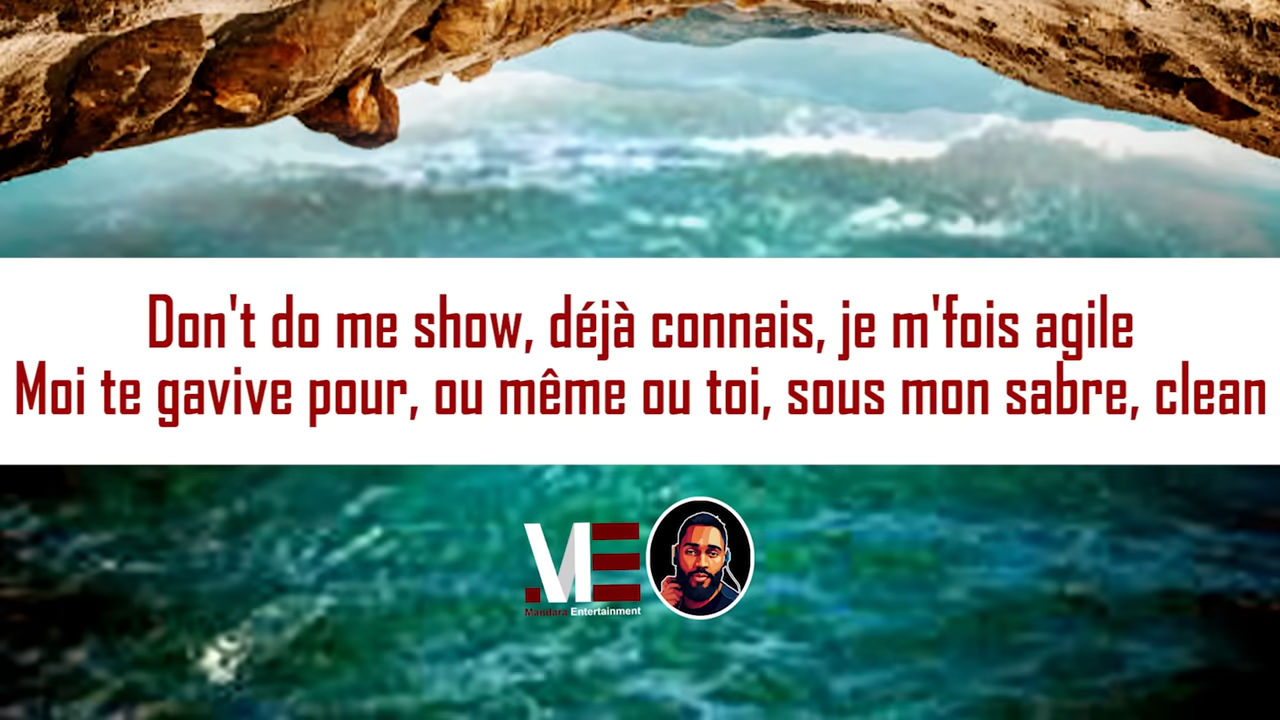 Don't do me show, déjà connais, je m'fois agile
Moi te gavive pour, ou même ou toi, sous mon sabre, clean
ME
Mandara Entertainment